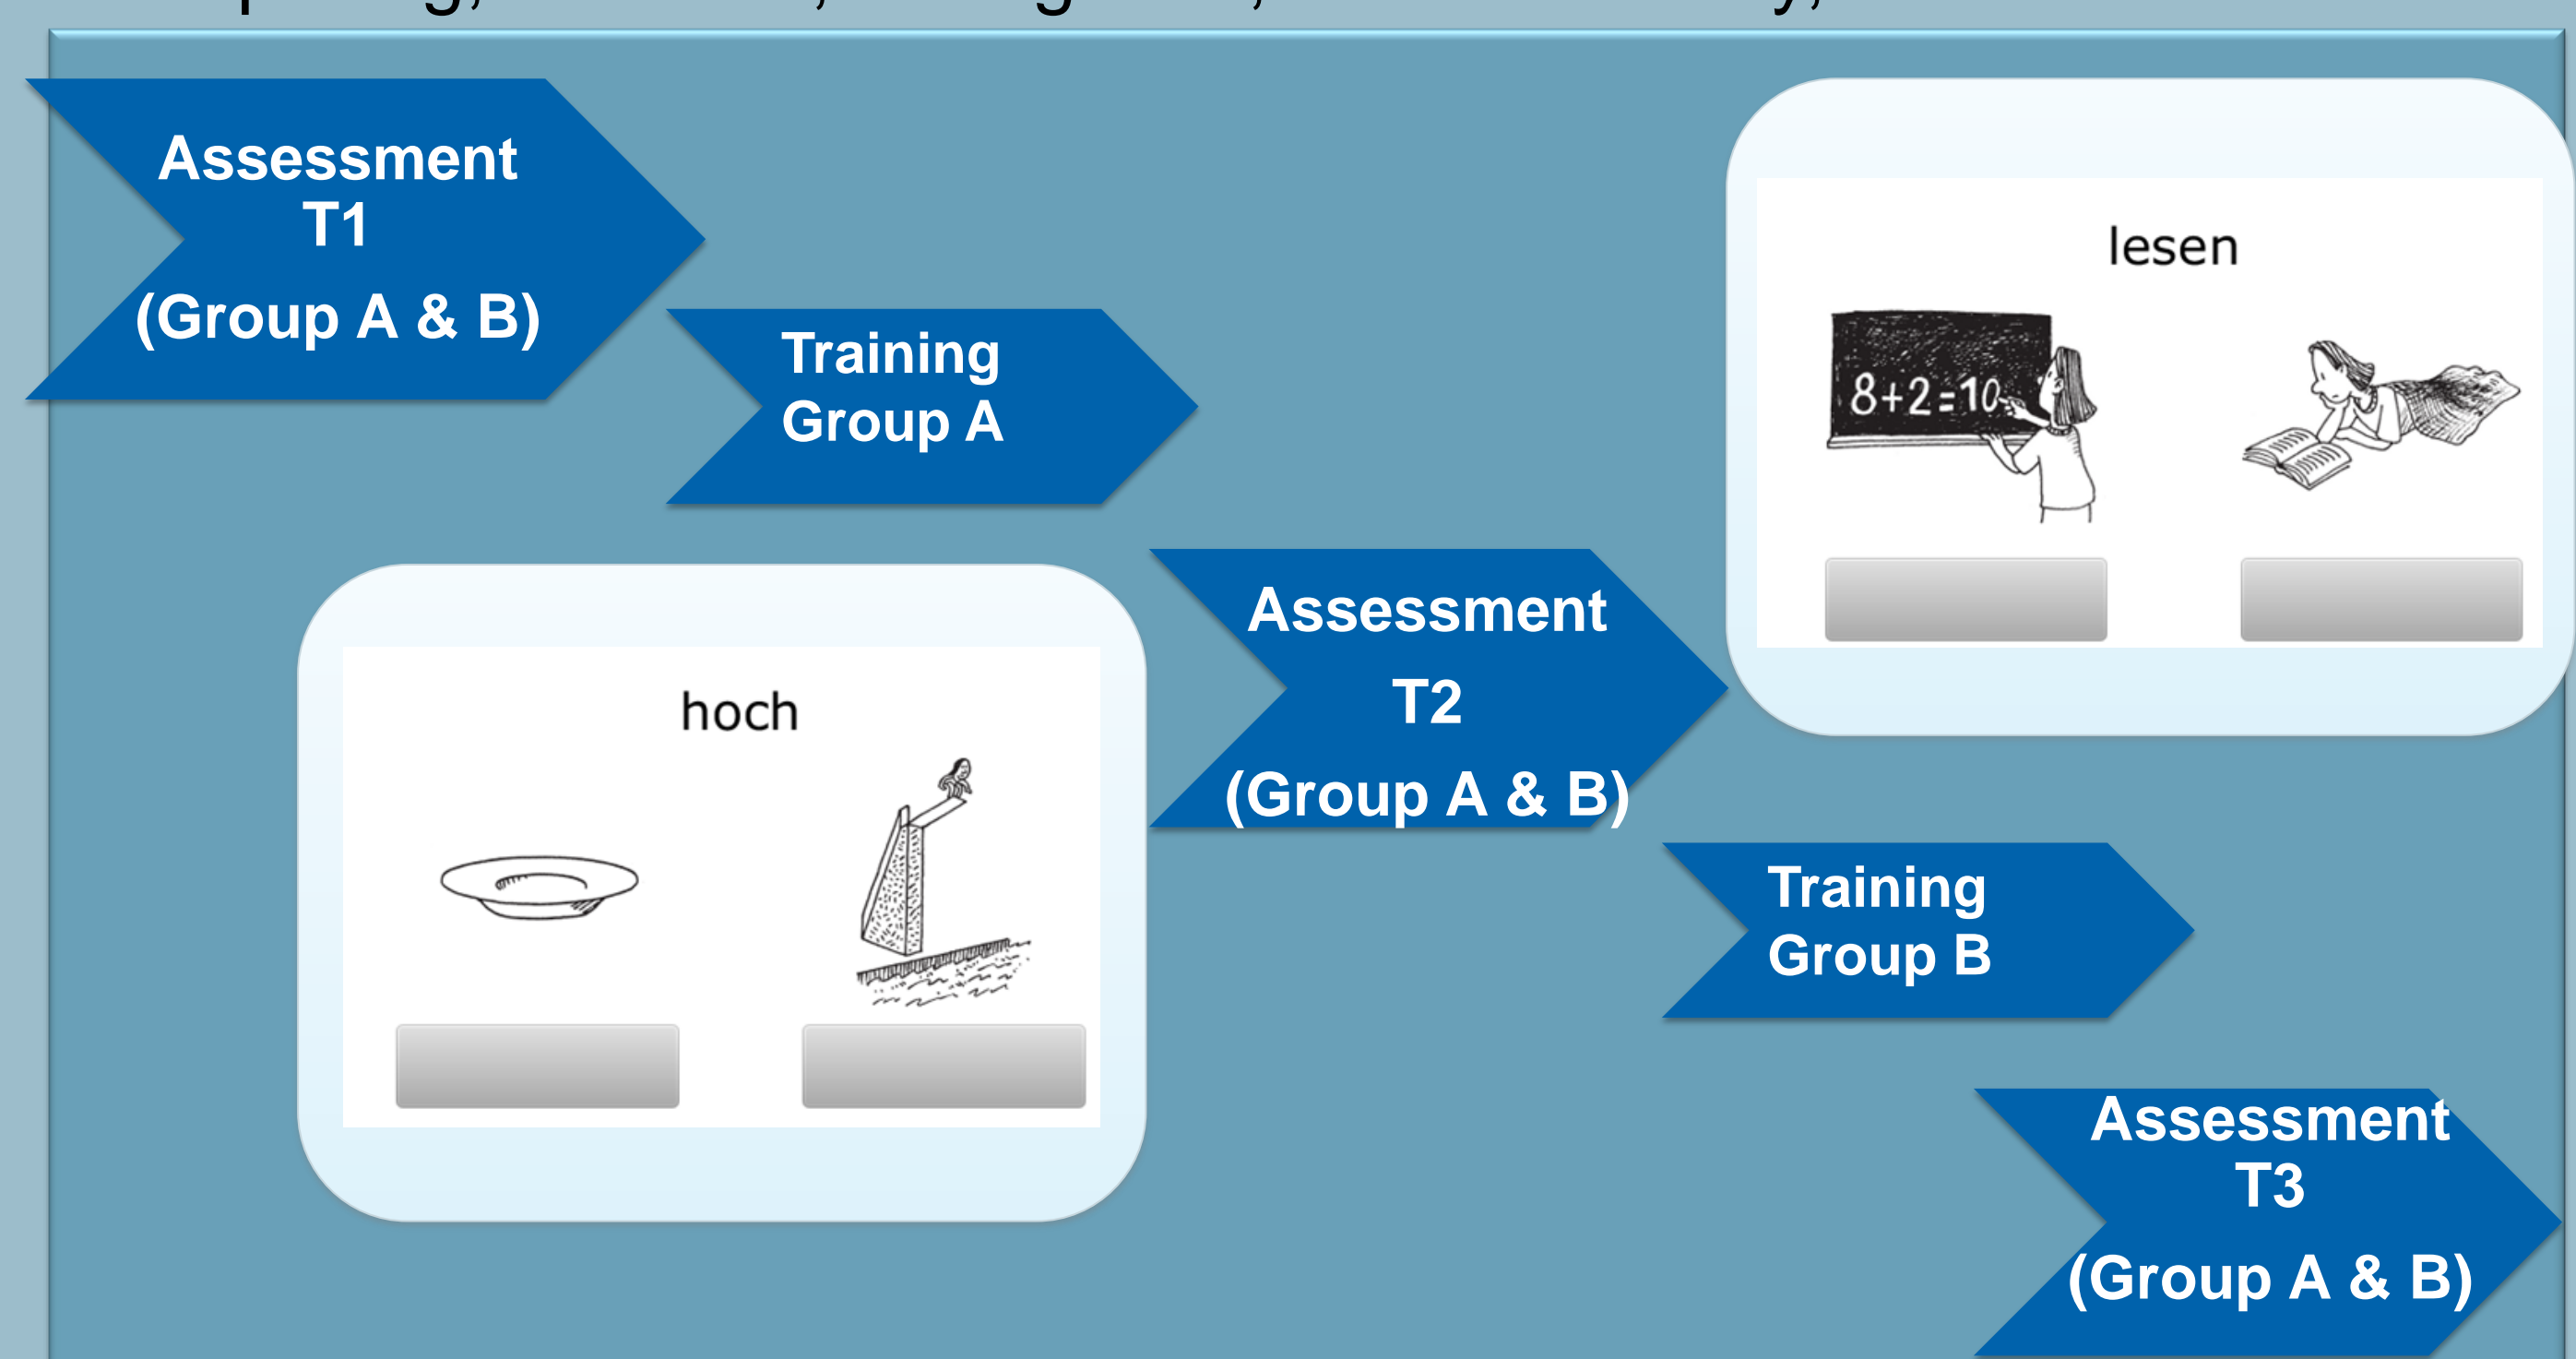 Assessment
T1
(Group A & B)
Training
Group A
lesen
8+2=10
Assessment
T2
(Group A & B)
hoch
Training
Group B
Assessment
T3
(Group A & B)